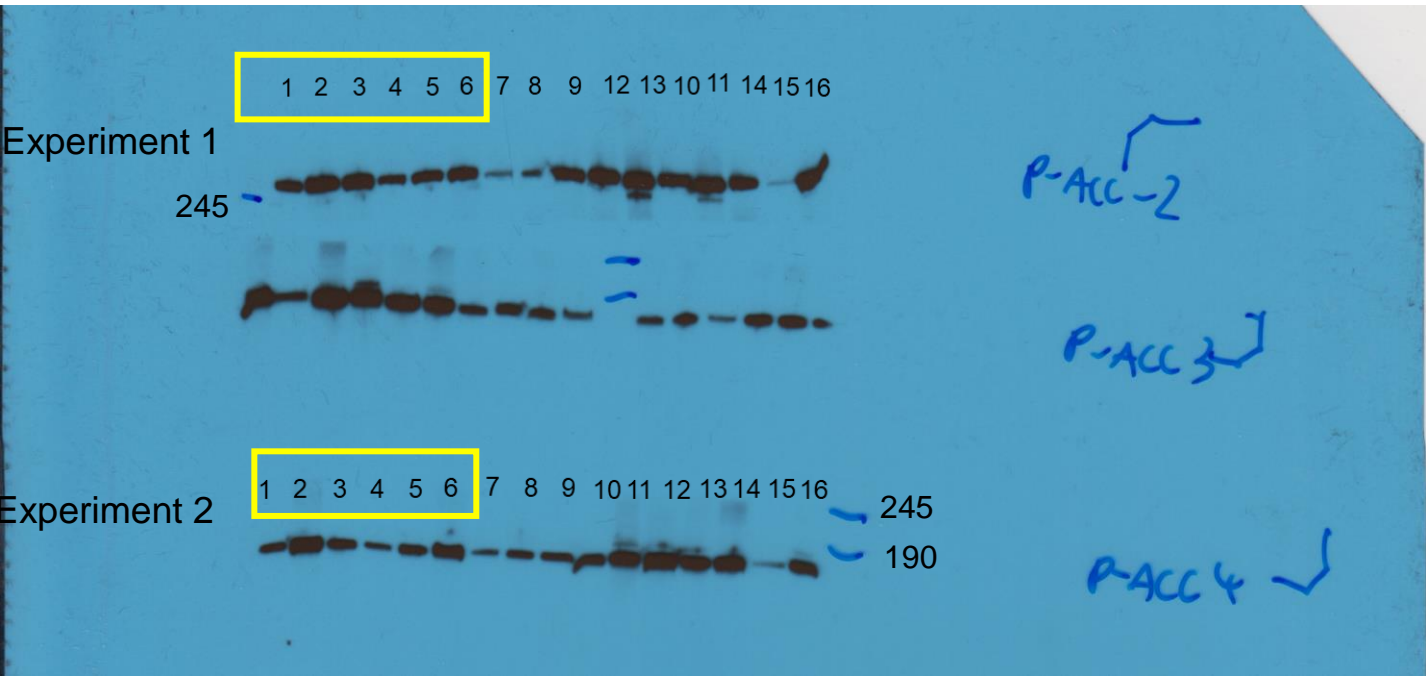 1 2 3 4 5 6 7 8 9 12 13 10 11 14 15 16
Experiment 1
P-ACC-2
245
P-ACC 3
1 2 3 4 5 6 7 8 9 10 11 12 13 14 15 16
Experiment 2
245
190
P-ACC 4